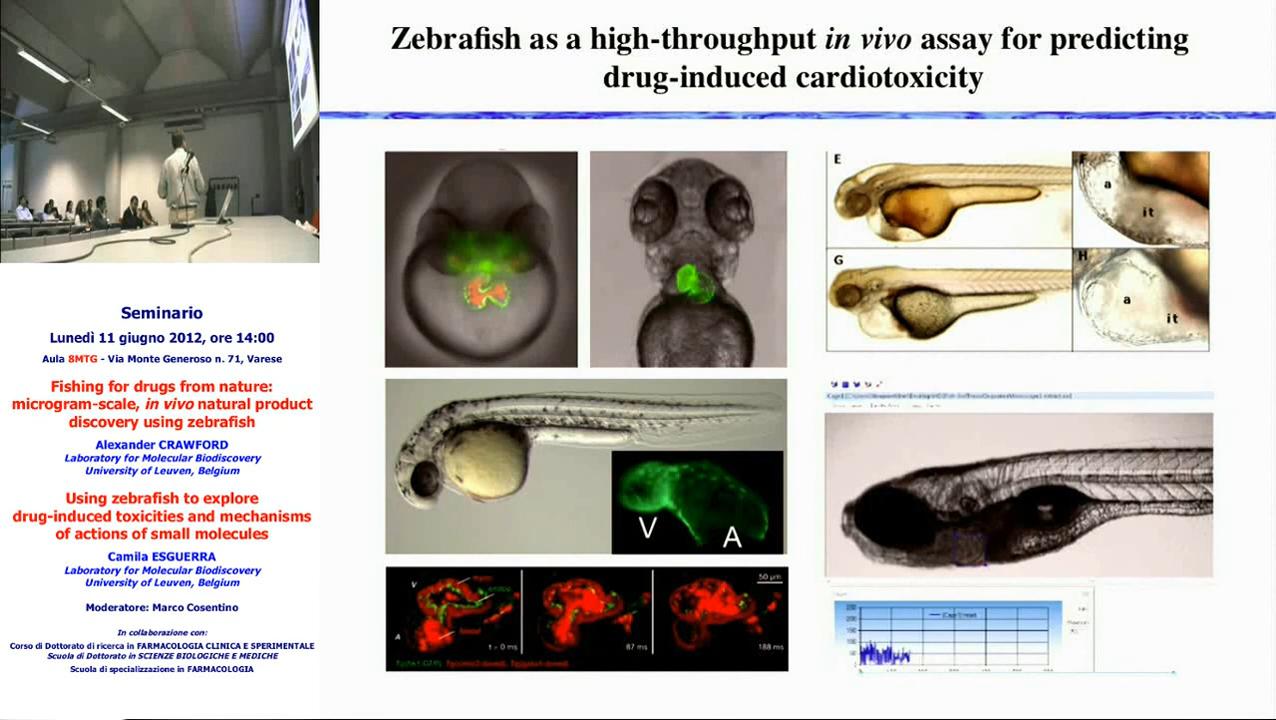 Zebrafish as a high-throughput in vivo assay for predicting
drug-induced cardiotoxicity
Seminario
Lunedì 11 giugno 2012, ore 14:00
Aula 8MTG - Via Monte Generoso n. 71, Varese
Fishing for drugs from nature:
microgram-scale, in vivo natural product
discovery using zebrafish
Alexander CRAWFORD
Laboratory for Molecular Biodiscovery
University of Leuven, Belgium
Using zebrafish to explore
drug-induced toxicities and mechanisms
of actions of small molecules
Camila ESGUERRA
Laboratory for Molecular Biodiscovery
University of Leuven, Belgium
Moderatore: Marco Cosentino
In collaborazione con:
Corso di Dottorato di ricerca in FARMACOLOGIA CLINICA E SPERIMENTALE
Scuola di Dottorato in SCIENZE BIOLOGICHE E MEDICHE
Scuola di specializzazione in FARMACOLOGIA
E
F
a
it
G
H
a
it
V
A
V
A
t = 0 ms
87 ms
50 µm
188 ms